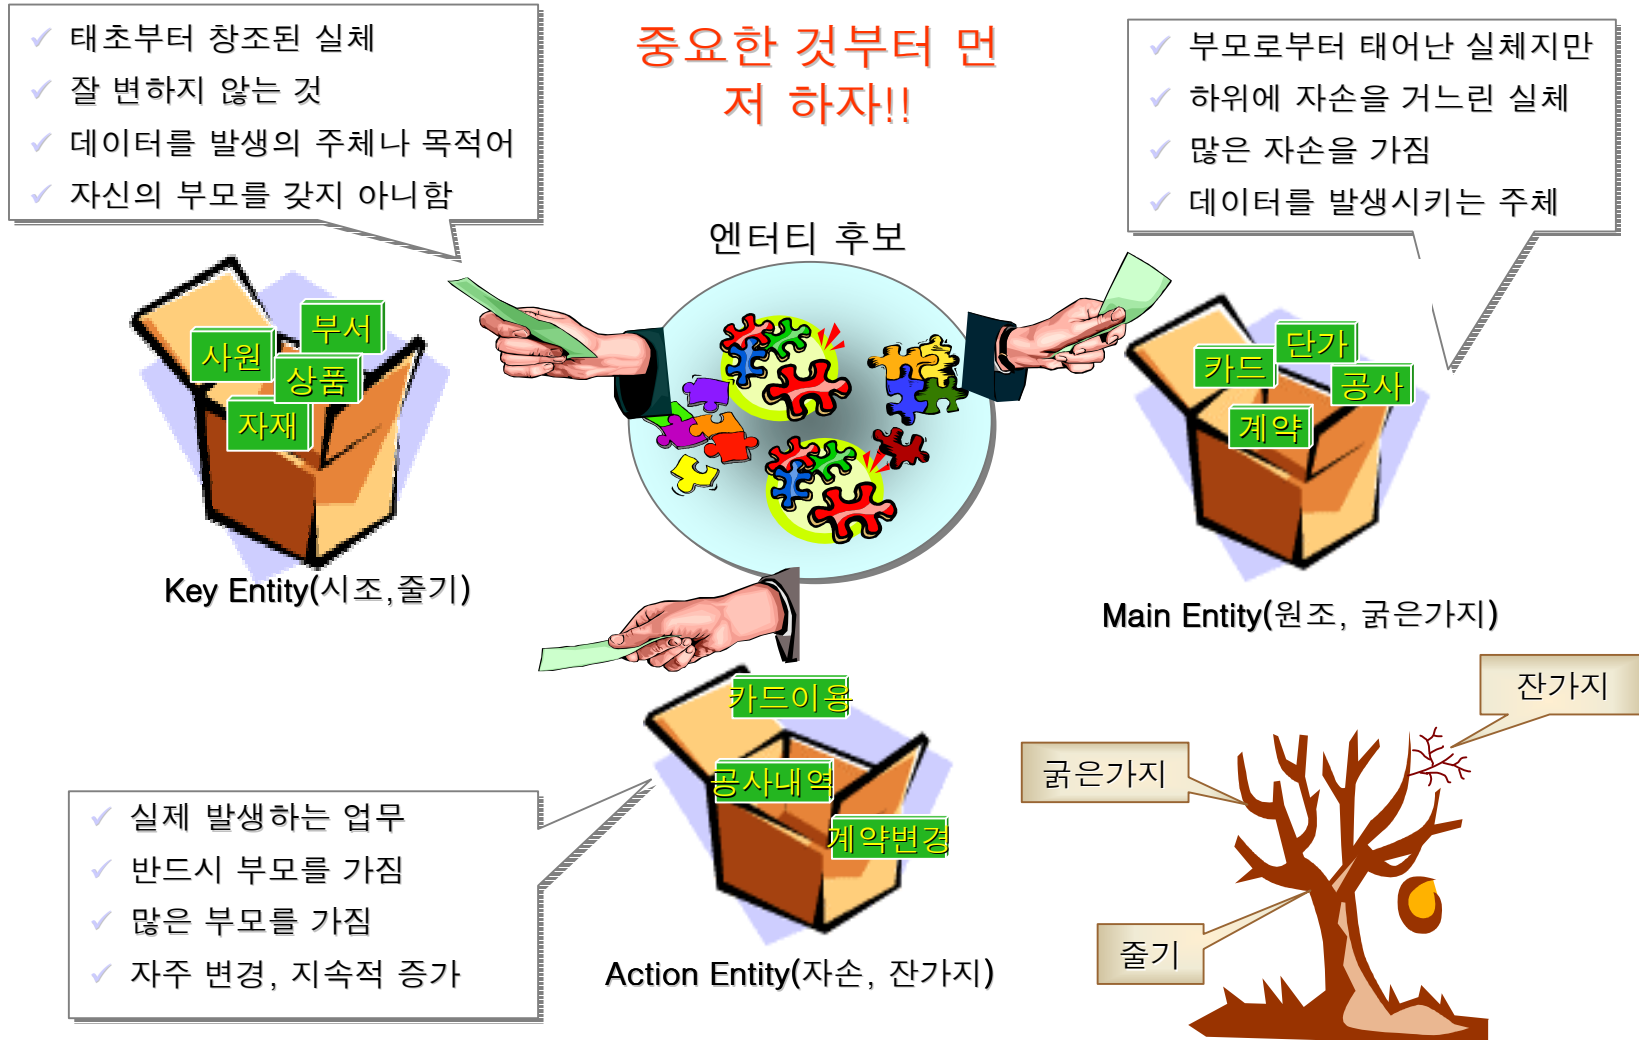 태초부터 창조된 실체
잘 변하지 않는 것
데이터를 발생의 주체나 목적어
자신의 부모를 갖지 아니함
중요한 것부터 먼
저 하자!!
부모로부터 태어난 실체지만
하위에 자손을 거느린 실체
많은 자손을 가짐
데이터를 발생시키는 주체
엔터티 후보
부서
사원
상품
자재
Key Entity(시조,줄기)
단가
카드
공사
계약
Main Entity(원조, 굵은가지)
카드이용
공사내역
계약변경
Action Entity(자손, 잔가지)
실제 발생하는 업무
반드시 부모를 가짐
많은 부모를 가짐
자주 변경, 지속적 증가
잔가지
굵은가지
줄기